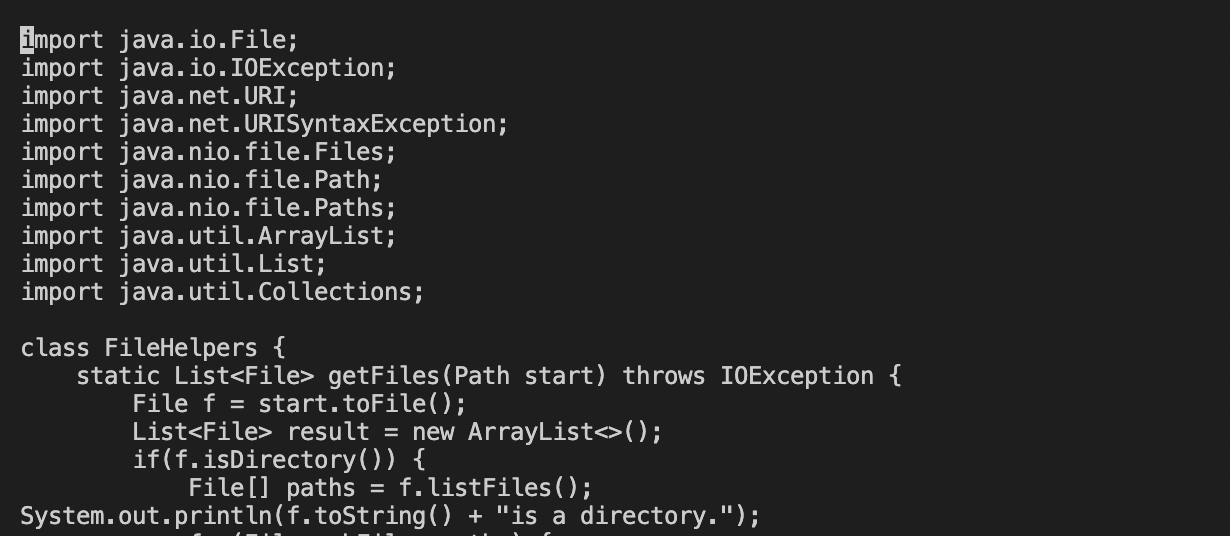 import java.io.File;
import java.io.IOException;
import java.net.URI;
import java.net.URISyntaxException;
import java.nio.file.Files;
import java.nio.file.Path;
import java.nio.file.Paths;
import java.util.ArrayList;
import java.util.List;
import java.util.Collections;

class FileHelpers {
    static List<File> getFiles(Path start) throws IOException {
        File f = start.toFile();
        List<File> result = new ArrayList<>();
        if(f.isDirectory()) {
            File[] paths = f.listFiles();
System.out.println(f.toString() + "is a directory.");